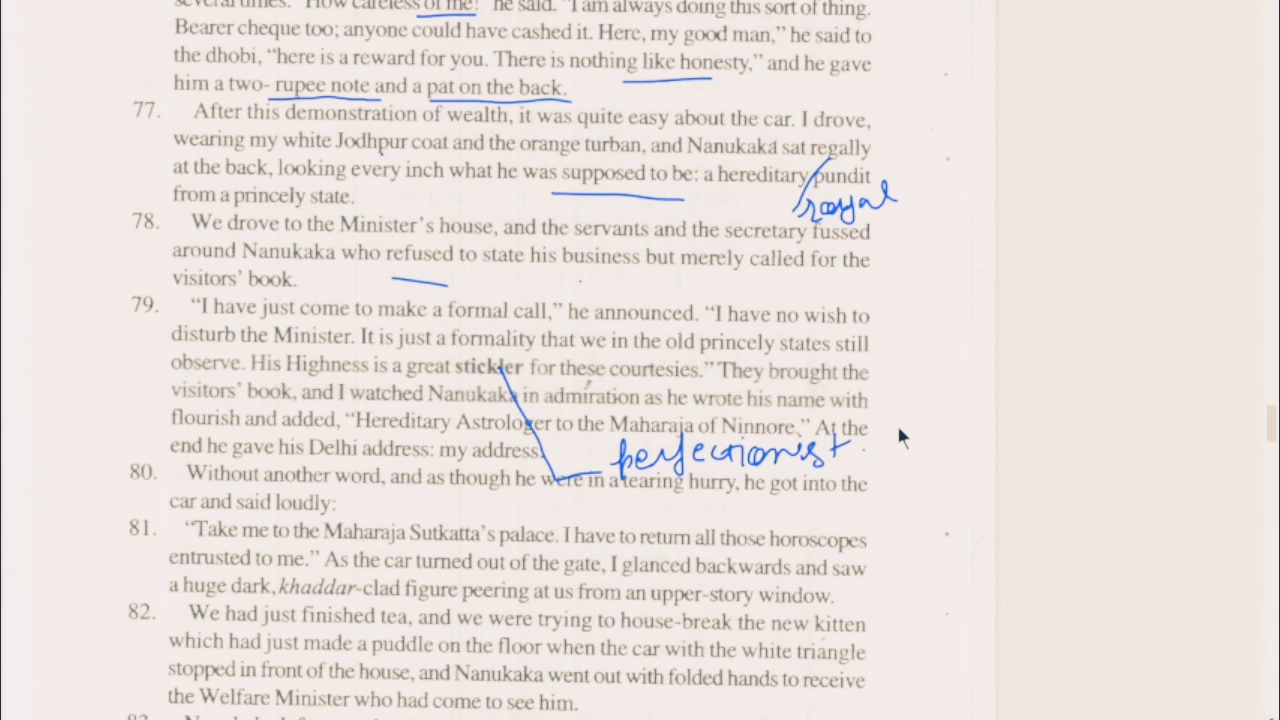 several times. "How careless of me!" he said. "I am always doing this sort of thing.
Bearer cheque too; anyone could have cashed it. Here, my good man," he said to
the dhobi, "here is a reward for you. There is nothing like honesty," and he gave
him a two- rupee note and a pat on the back.
77. After this demonstration of wealth, it was quite easy about the car. I drove,
wearing my white Jodhpur coat and the orange turban, and Nanukaka sat regally
at the back, looking every inch what he was supposed to be: a hereditary pundit
royal
from a princely state.
78. We drove to the Minister's house, and the servants and the secretary fussed
around Nanukaka who refused to state his business but merely called for the
visitors' book.
79. "I have just come to make a formal call," he announced. "I have no wish to
disturb the Minister. It is just a formality that we in the old princely states still
observe. His Highness is a great stickler for these courtesies." They brought the
visitors' book, and I watched Nanukaka in admiration as he wrote his name with
flourish and added, "Hereditary Astrologer to the Maharaja of Ninnore." At the
end he gave his Delhi address: my address.
perfectionist.
80. Without another word, and as though he were in a tearing hurry, he got into the
car and said loudly:
81. "Take me to the Maharaja Sutkatta's palace. I have to return all those horoscopes
entrusted to me." As the car turned out of the gate, I glanced backwards and saw
a huge dark, khaddar-clad figure peering at us from an upper-story window.
82. We had just finished tea, and we were trying to house-break the new kitten
which had just made a puddle on the floor when the car with the white triangle
stopped in front of the house, and Nanukaka went out with folded hands to receive
the Welfare Minister who had come to see him.